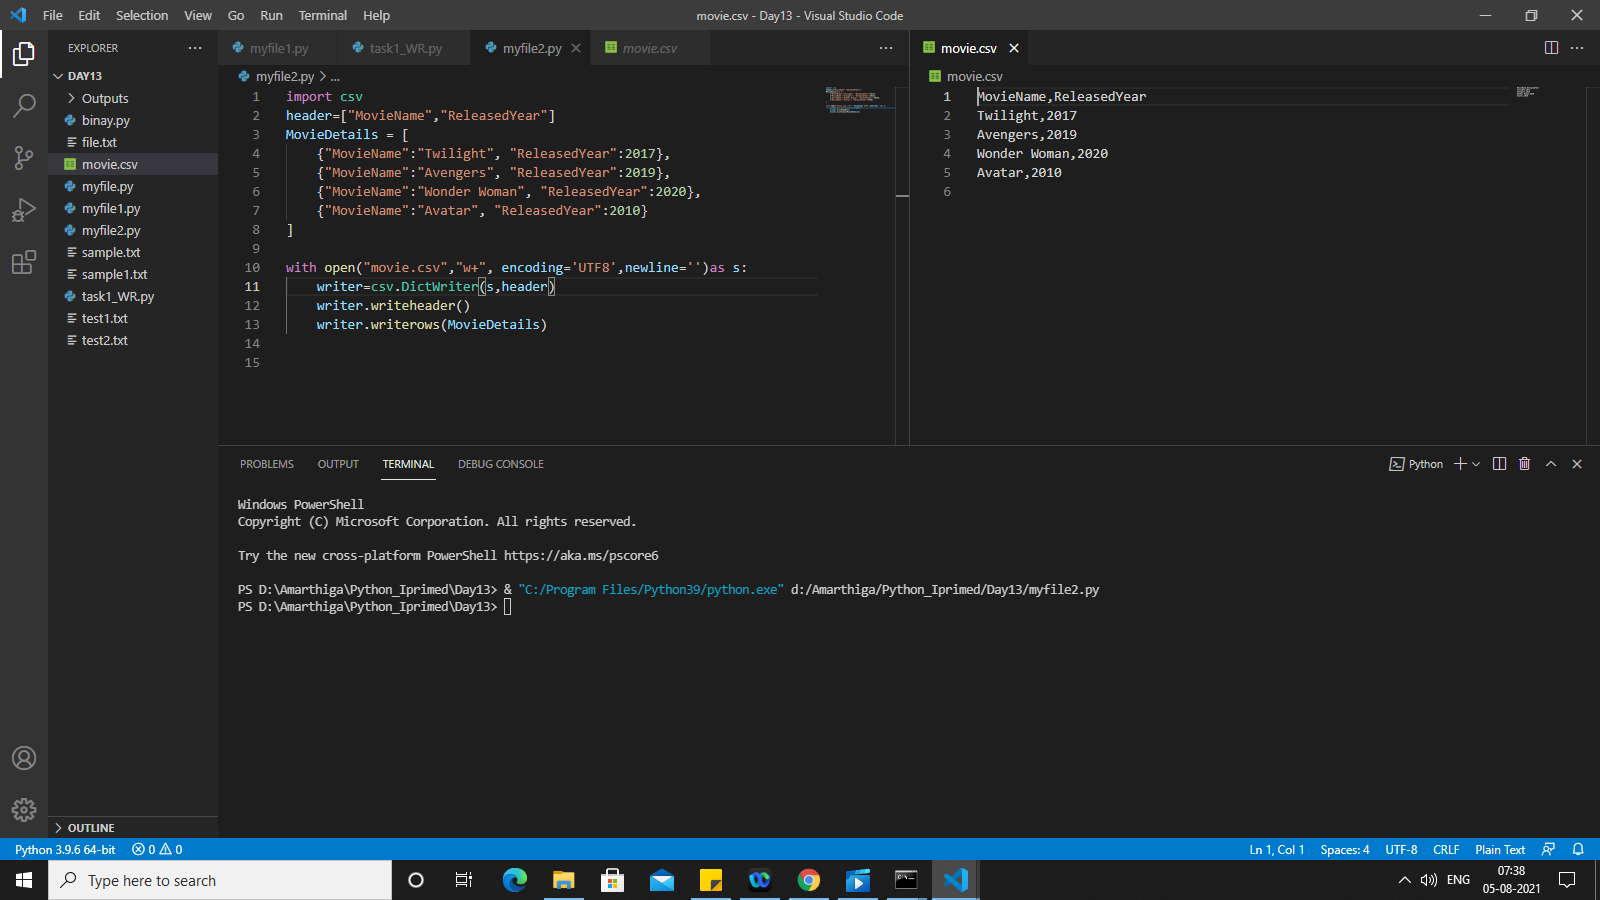 File Edit Selection View Go Run Terminal Help
movie.csv - Day13 - Visual Studio Code
EXPLORER
DAY13
Outputs
binay.py
file.txt
movie.csv
myfile.py
myfile1.py
myfile2.py
sample.txt
sample1.txt
task1_WR.py
test1.txt
test2.txt
OUTLINE
myfile1.py task1_WR.py myfile2.py movie.csv
myfile2.py > ...
1 import csv
2 header=["MovieName","ReleasedYear"]
3 MovieDetails = [
4 {"MovieName":"Twilight", "ReleasedYear":2017},
5 {"MovieName":"Avengers", "ReleasedYear":2019},
6 {"MovieName":"Wonder Woman", "ReleasedYear":2020},
7 {"MovieName":"Avatar", "ReleasedYear":2010}
8 ]
9
10 with open("movie.csv","w+", encoding='UTF8',newline='')as s:
11 writer=csv.DictWriter(s,header)
12 writer.writeheader()
13 writer.writerows(MovieDetails)
14
15
movie.csv
movie.csv
1 MovieName,ReleasedYear
2 Twilight,2017
3 Avengers,2019
4 Wonder Woman,2020
5 Avatar,2010
6
PROBLEMS OUTPUT TERMINAL DEBUG CONSOLE
Python
Windows PowerShell
Copyright (C) Microsoft Corporation. All rights reserved.
Try the new cross-platform PowerShell https://aka.ms/pscore6
PS D:\Amarthiga\Python_Iprimed\Day13> & "C:/Program Files/Python39/python.exe" d:/Amarthiga/Python_Iprimed/Day13/myfile2.py
PS D:\Amarthiga\Python_Iprimed\Day13>
Python 3.9.6 64-bit 0 0
Ln 1, Col 1 Spaces: 4 UTF-8 CRLF Plain Text
Type here to search
ENG
07:38
05-08-2021